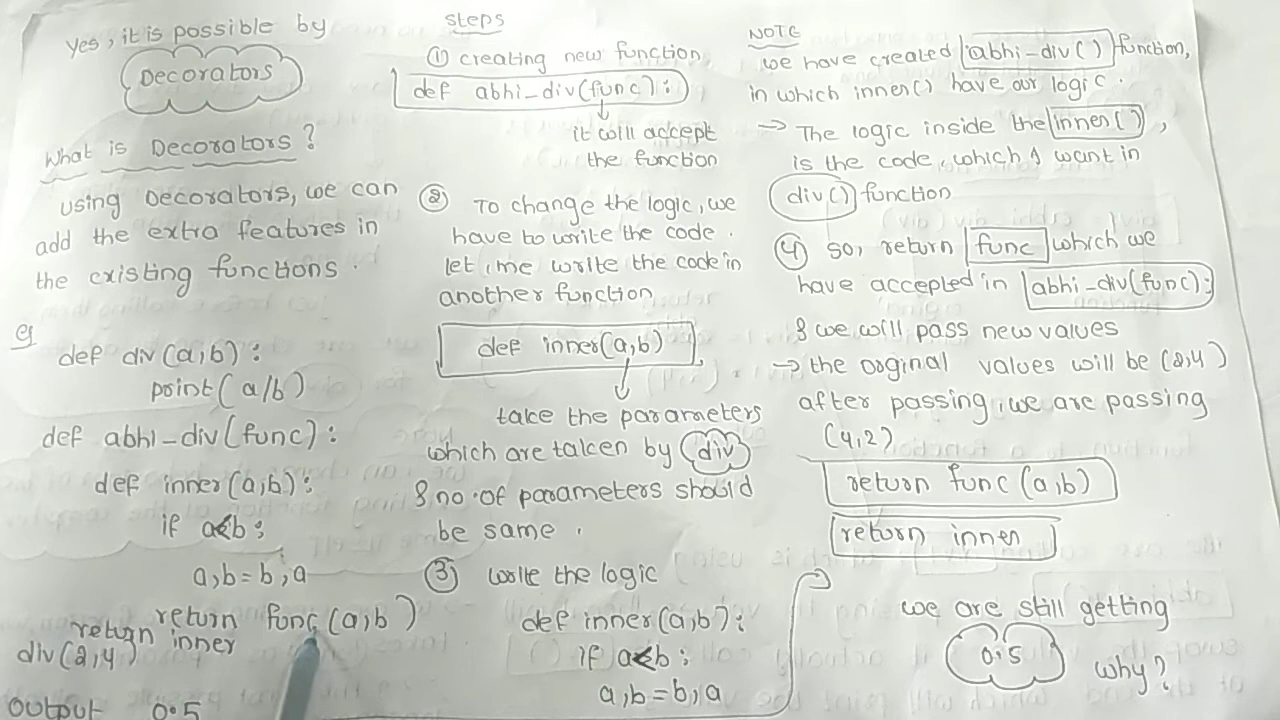 Yes, it is possible by
Decorators
What is Decorators?
using Decorators, we can
add the extra features in
the existing functions.
eg
def div(a,b):
print(a/b)
def abhi-div(func):
def inner(a,b):
if a<b:
a,b=b,a
return func(a,b)
return inner
div(2,4)
output 0.5
steps
① creating new function
def abhi-div(func):
it will accept
the function
② To change the logic, we
have to write the code.
let, me write the code in
another function
def inner(a,b)
take the parameters
which are taken by div
& no. of parameters should
be same.
③ write the logic
def inner(a,b):
if a<b:
a,b=b,a
NOTE
we have created abhi-div() function,
in which inner() have our logic.
→ The logic inside the inner(),
is the code, which I want in
div() function
④ so, return func which we
have accepted in abhi-div(func):
& we will pass new values
→ the orginal values will be (2,4)
after passing, we are passing
(4,2)
return func(a,b)
return inner
we are still getting
0.5 why?